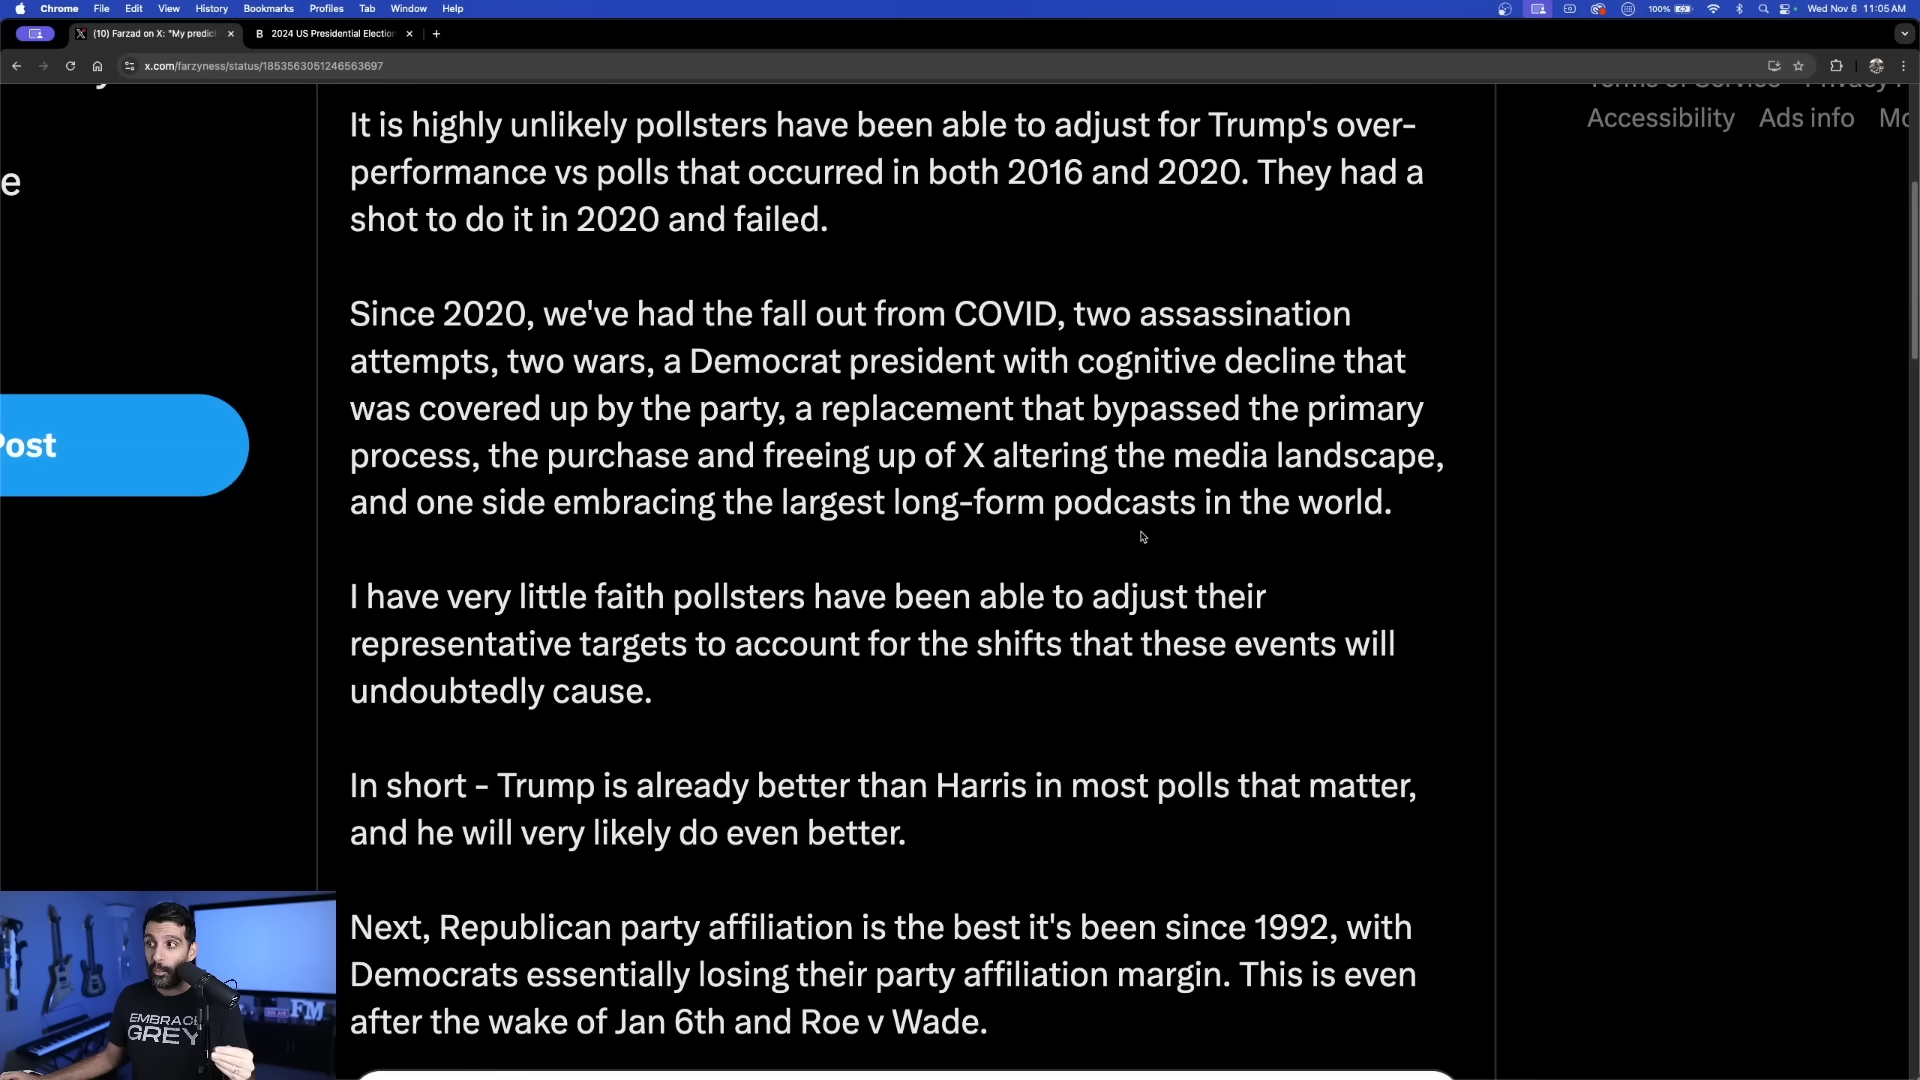 Chrome File Edit View History Bookmarks Profiles Tab Window Help 100% Wed Nov 6 11:05 AM
(10) Farzad on X: "My predic 2024 US Presidential Election
x.com/farzyness/status/1853563051246563697
Accessibility Ads info
It is highly unlikely pollsters have been able to adjust for Trump's over-
performance vs polls that occurred in both 2016 and 2020. They had a
shot to do it in 2020 and failed.
Since 2020, we've had the fall out from COVID, two assassination
attempts, two wars, a Democrat president with cognitive decline that
was covered up by the party, a replacement that bypassed the primary
process, the purchase and freeing up of X altering the media landscape,
and one side embracing the largest long-form podcasts in the world.
Post
I have very little faith pollsters have been able to adjust their
representative targets to account for the shifts that these events will
undoubtedly cause.
In short - Trump is already better than Harris in most polls that matter,
and he will very likely do even better.
Next, Republican party affiliation is the best it's been since 1992, with
Democrats essentially losing their party affiliation margin. This is even
after the wake of Jan 6th and Roe v Wade.
EMBRACE
GREY
FM